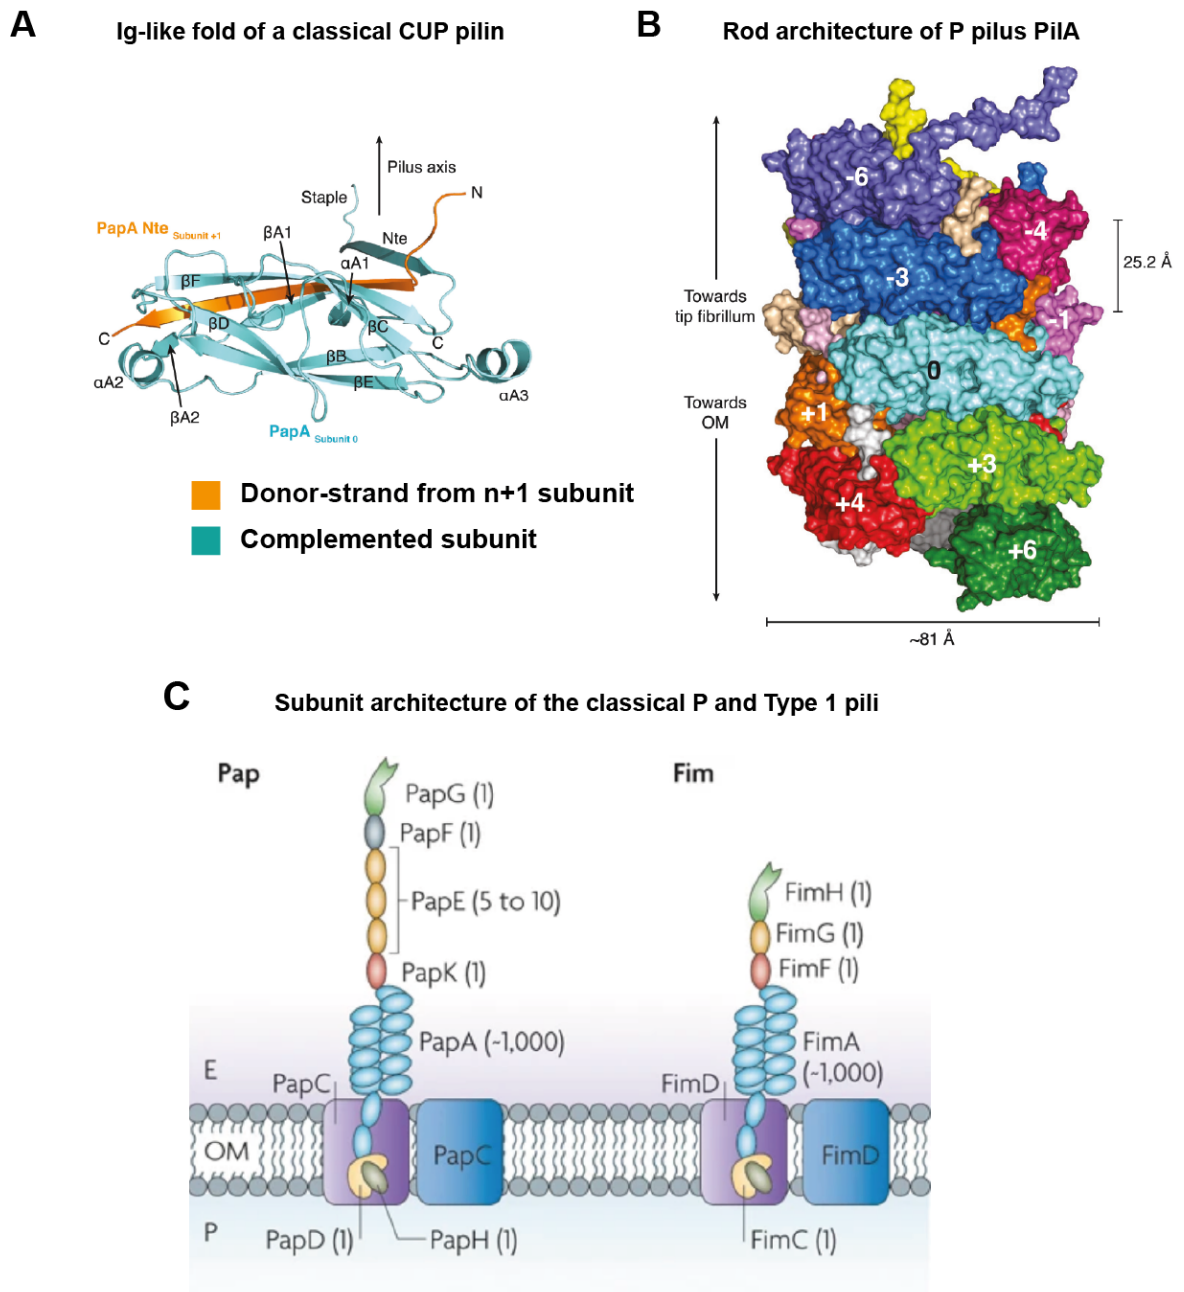 A
Ig-like fold of a classical CUP pilin
Pilus axis
Staple
N
PapA Nte Subunit +1
βA1
Nte
αA1
βF
βD
βC
C
C
βB
αA2
βE
αA3
βA2
PapA Subunit 0
Donor-strand from n+1 subunit
Complemented subunit
B
Rod architecture of P pilus PilA
-6
-4
25.2 Å
-3
Towards
tip fibrillum
-1
0
Towards
OM
+1
+3
+4
+6
~81 Å
C
Subunit architecture of the classical P and Type 1 pili
Pap
PapG (1)
PapF (1)
PapE (5 to 10)
PapK (1)
PapA (~1,000)
E
PapC
OM
PapC
P
PapD (1)
PapH (1)
Fim
FimH (1)
FimG (1)
FimF (1)
FimA
(~1,000)
FimD
FimD
FimC (1)